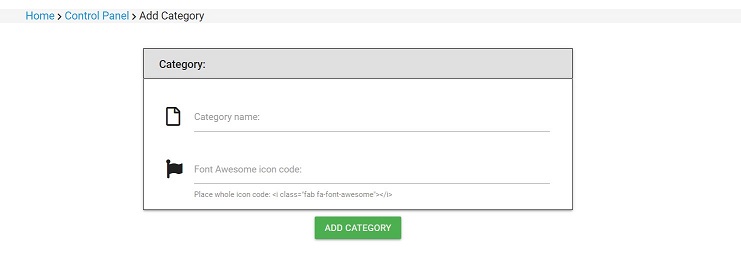 Home > Control Panel > Add Category
Category:
Category name:
Font Awesome icon code:
Place whole icon code: <i class="fab fa-font-awesome"></i>
ADD CATEGORY